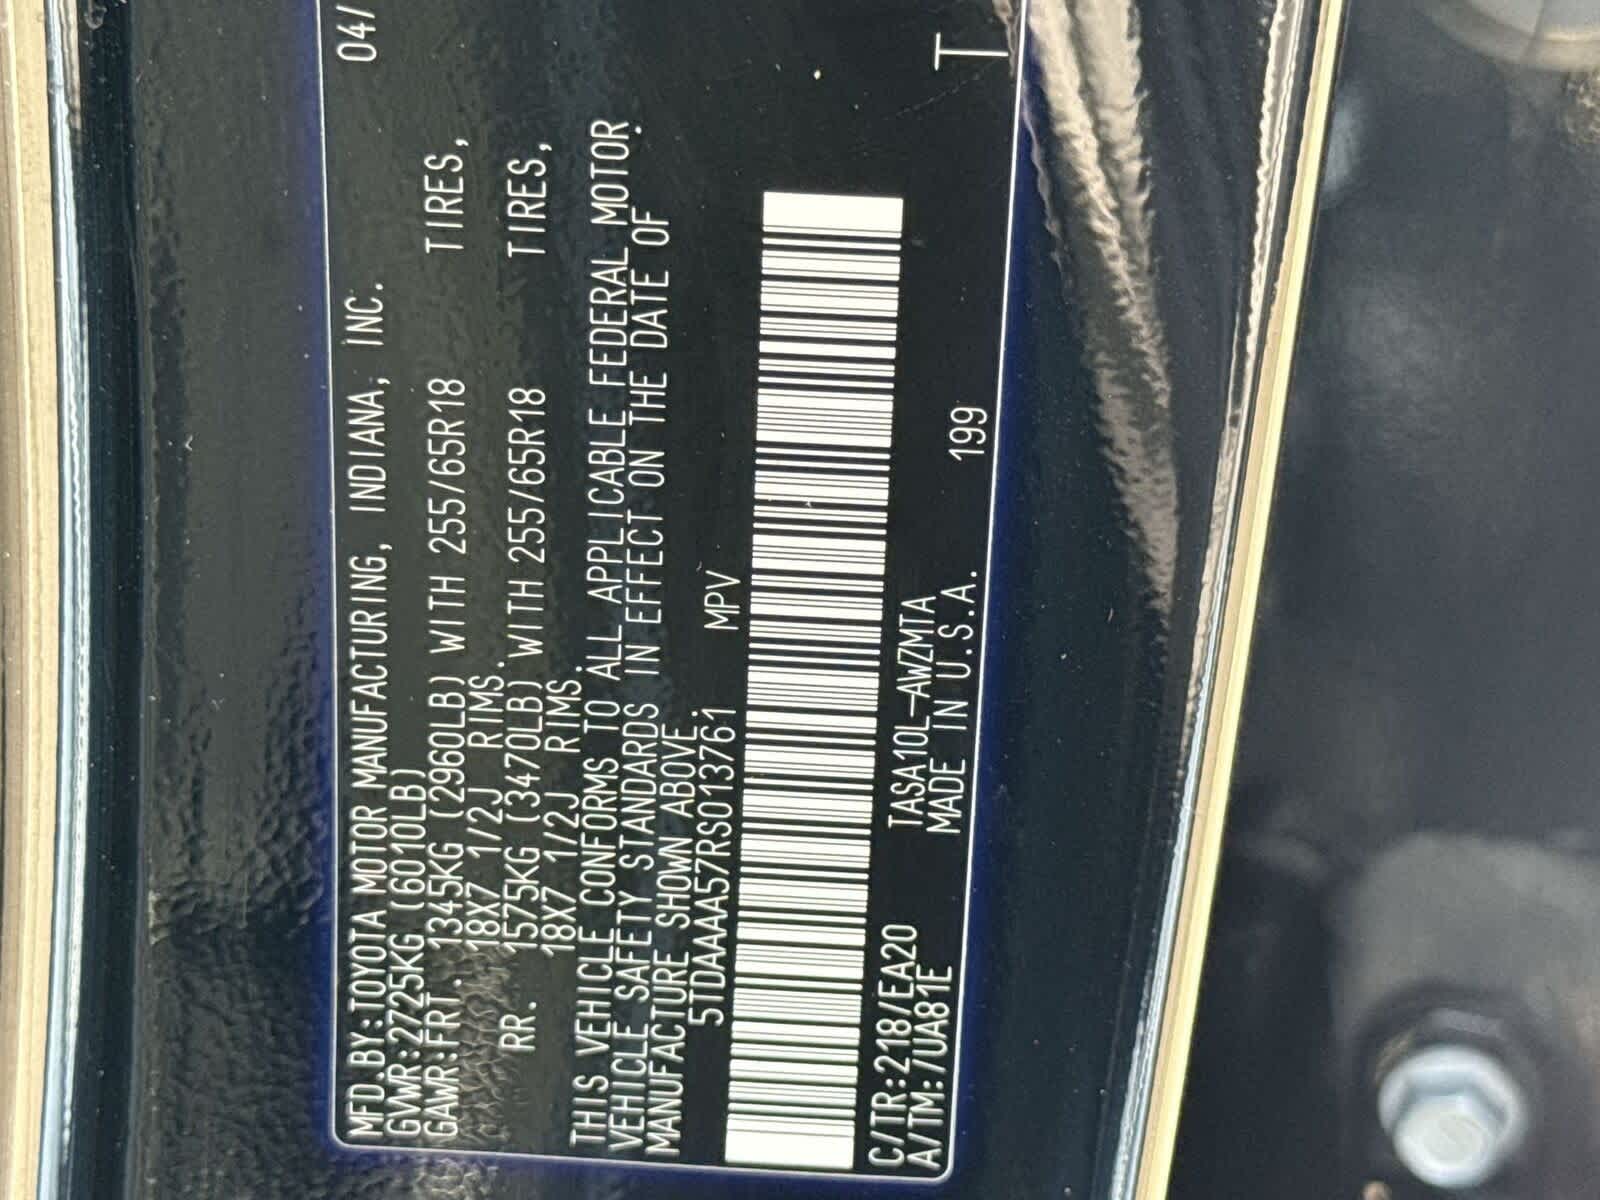 MFD.BY:TOYOTA MOTOR MANUFACTURING, INDIANA, INC. 04/
GVWR:2725KG (6010LB)
GAWR:FRT. 1345KG (2960LB) WITH 255/65R18 TIRES,
18X7 1/2J RIMS.
RR. 1575KG (3470LB) WITH 255/65R18 TIRES,
18X7 1/2J RIMS.
THIS VEHICLE CONFORMS TO ALL APPLICABLE FEDERAL MOTOR
VEHICLE SAFETY STANDARDS IN EFFECT ON THE DATE OF
MANUFACTURE SHOWN ABOVE.
5TDAAAA57RS013761 MPV
C/TR:218/EA20 TASA10L-AWZMTA
A/TM:7UA81E MADE IN U.S.A. 199 T